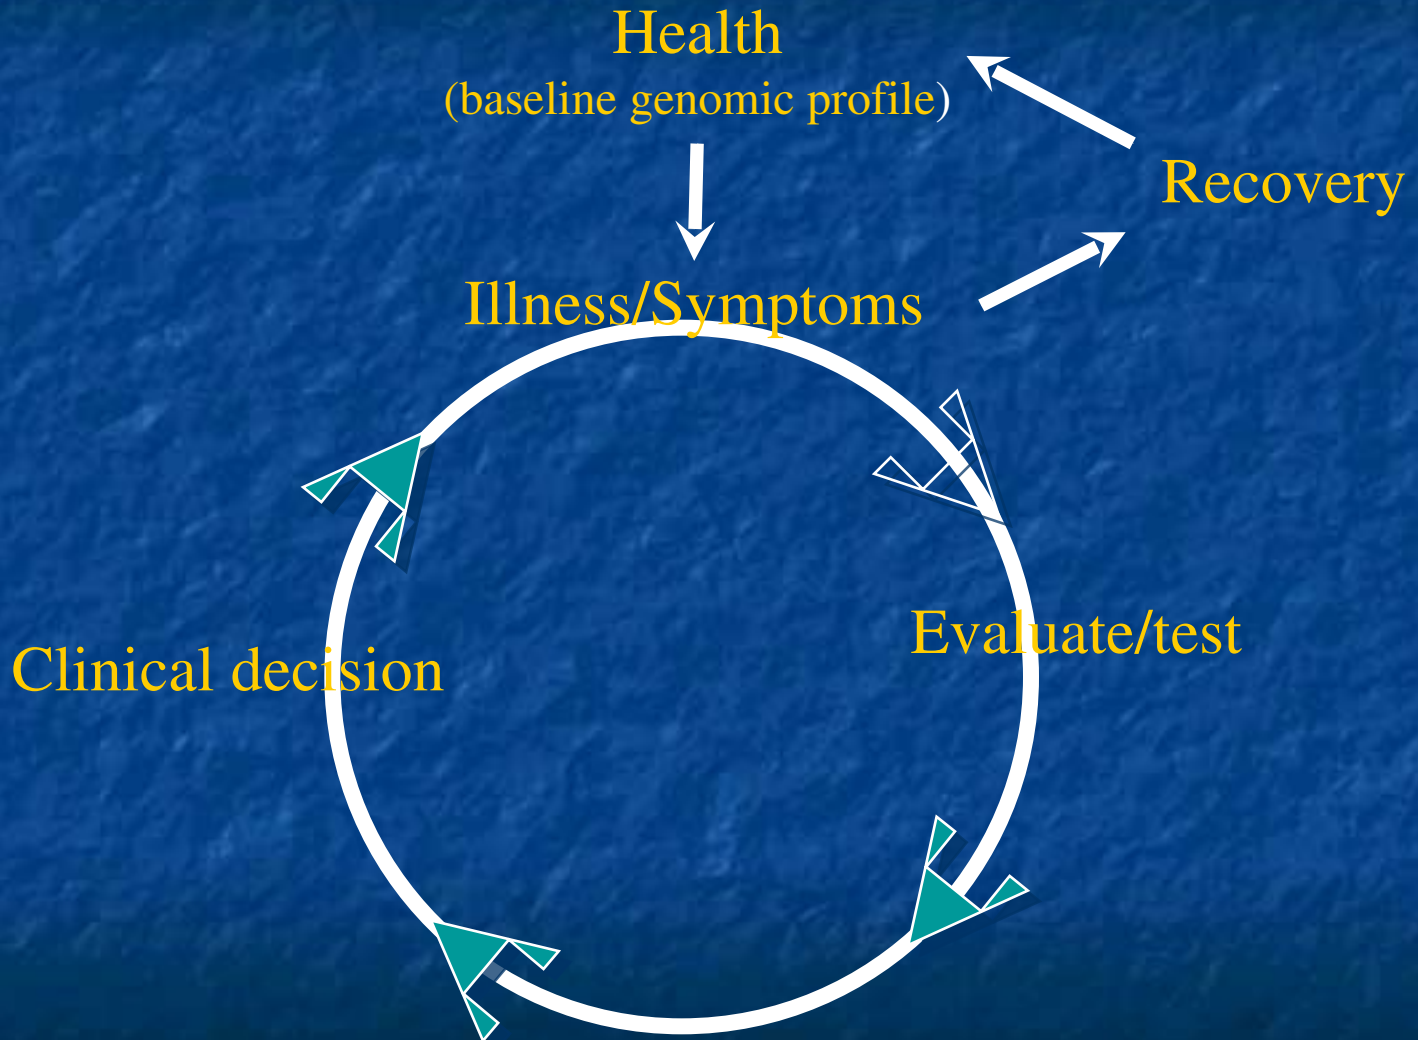 Health
(baseline genomic profile)
Recovery
Illness/Symptoms
Evaluate/test
Clinical decision